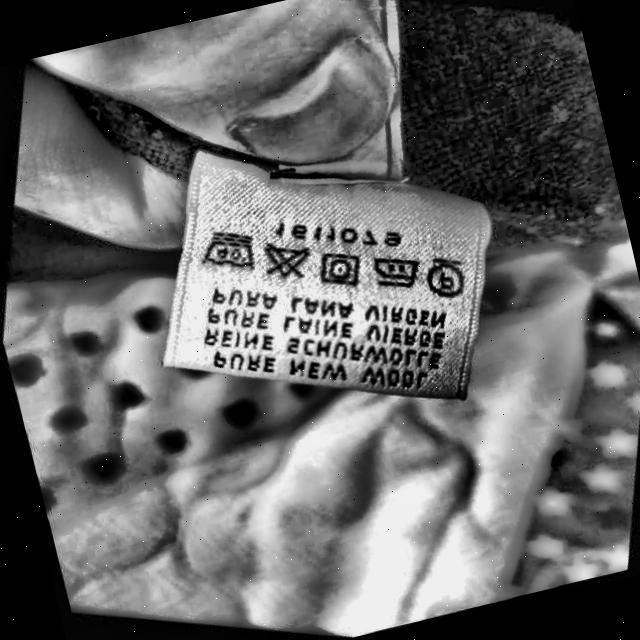 PURE NEW WOOL
REINE SCHURWOLLE
PURE LAINE VIERGE
PURA LANA VIRGEN